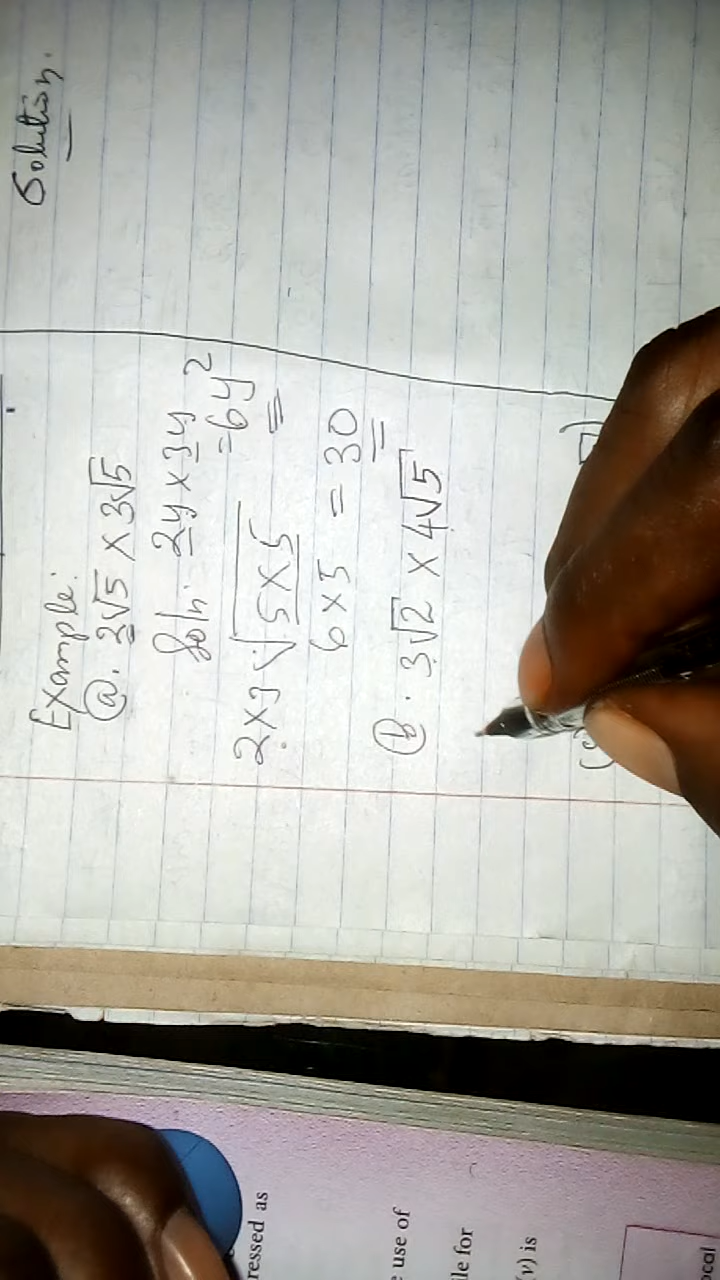 Example:
(a). 2√5 × 3√5
Soln. 2y × 3y
= 6y²
2×3√5×5
6×5 = 30
(b). 3√2 × 4√5
Solution.
ressed as
use of
le for
v) is
ical